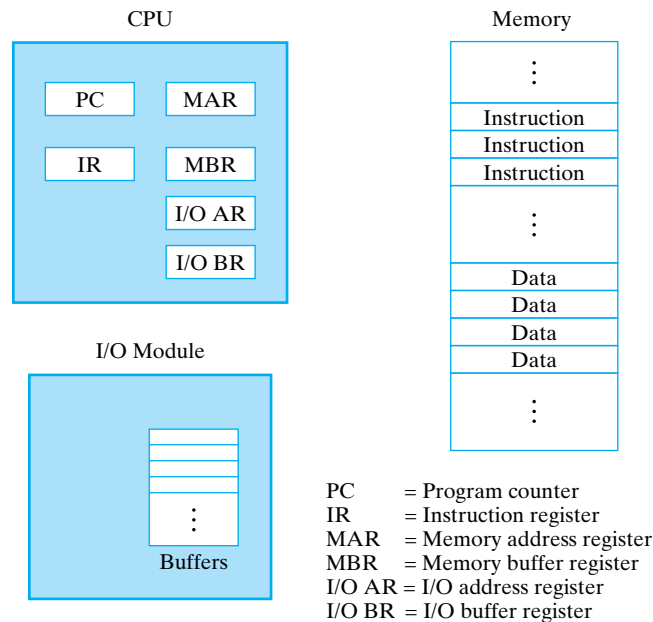 CPU
PC
MAR
IR
MBR
I/O AR
I/O BR
Memory
Instruction
Instruction
Instruction
Data
Data
Data
Data
I/O Module
Buffers
PC = Program counter
IR = Instruction register
MAR = Memory address register
MBR = Memory buffer register
I/O AR = I/O address register
I/O BR = I/O buffer register